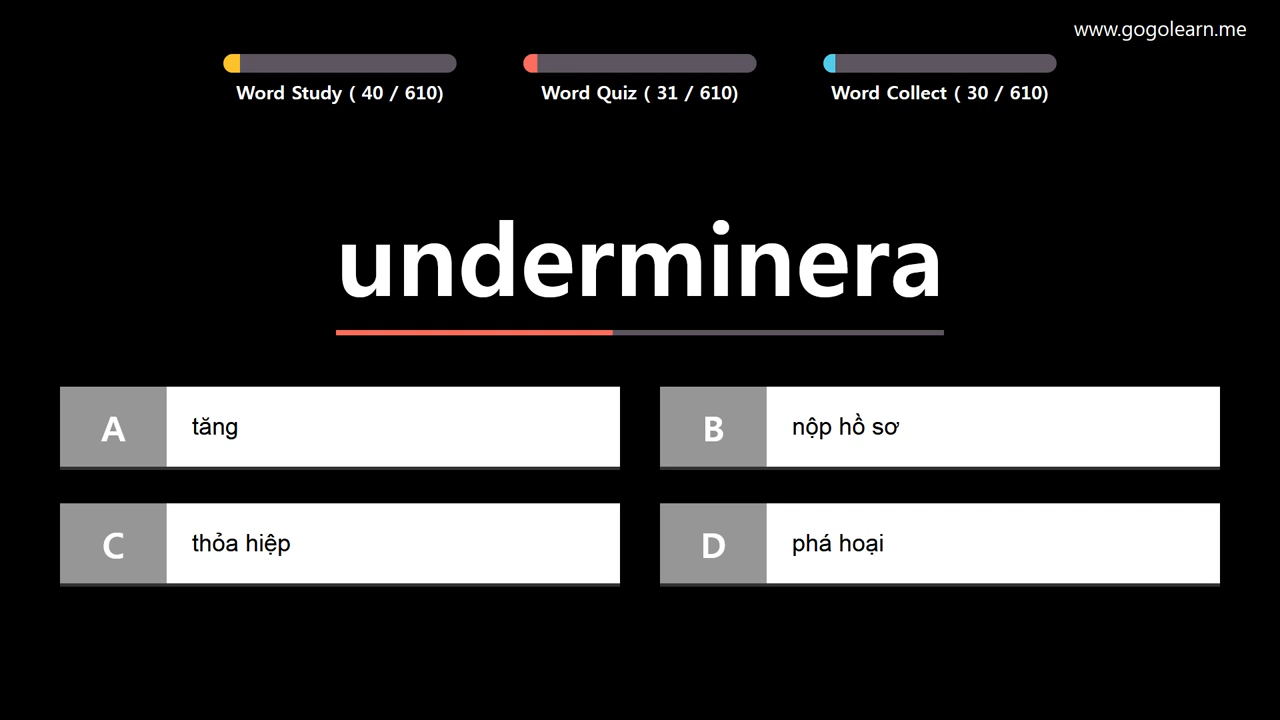 www.gogolearn.me
Word Study ( 40 / 610)
Word Quiz ( 31 / 610)
Word Collect ( 30 / 610)
underminera
A
tăng
B
nộp hồ sơ
C
thỏa hiệp
D
phá hoại